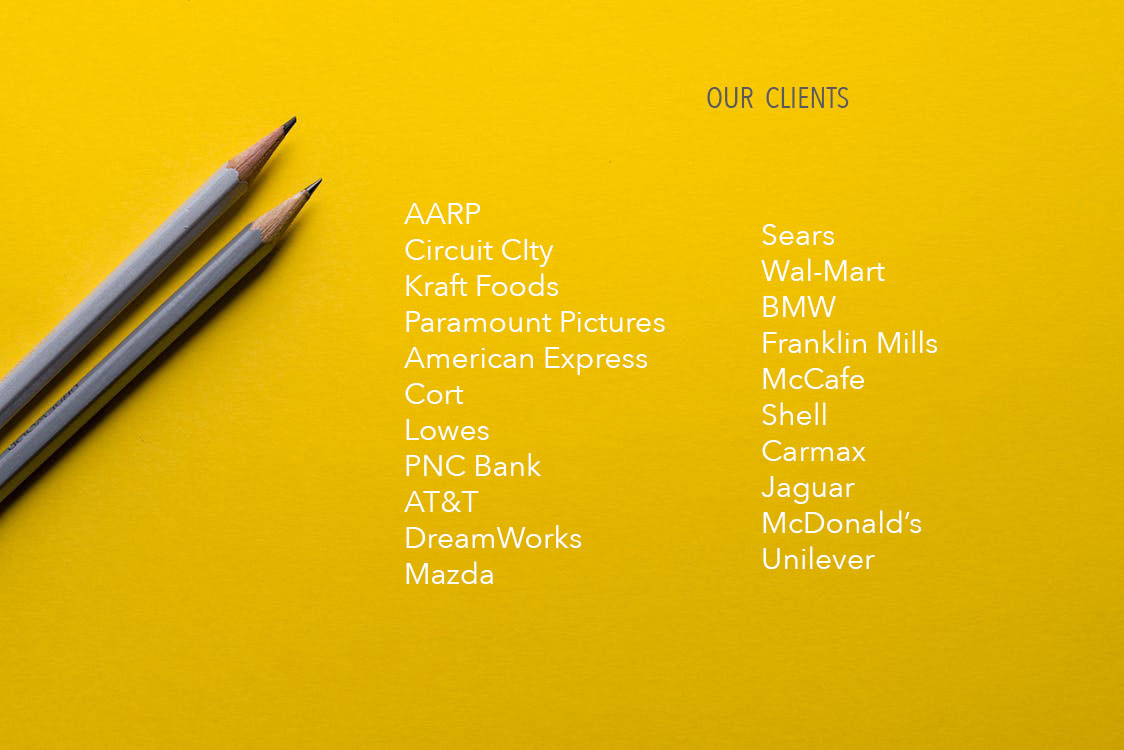 OUR CLIENTS
AARP
Circuit CIty
Kraft Foods
Paramount Pictures
American Express
Cort
Lowes
PNC Bank
AT&T
DreamWorks
Mazda
Sears
Wal-Mart
BMW
Franklin Mills
McCafe
Shell
Carmax
Jaguar
McDonald’s
Unilever